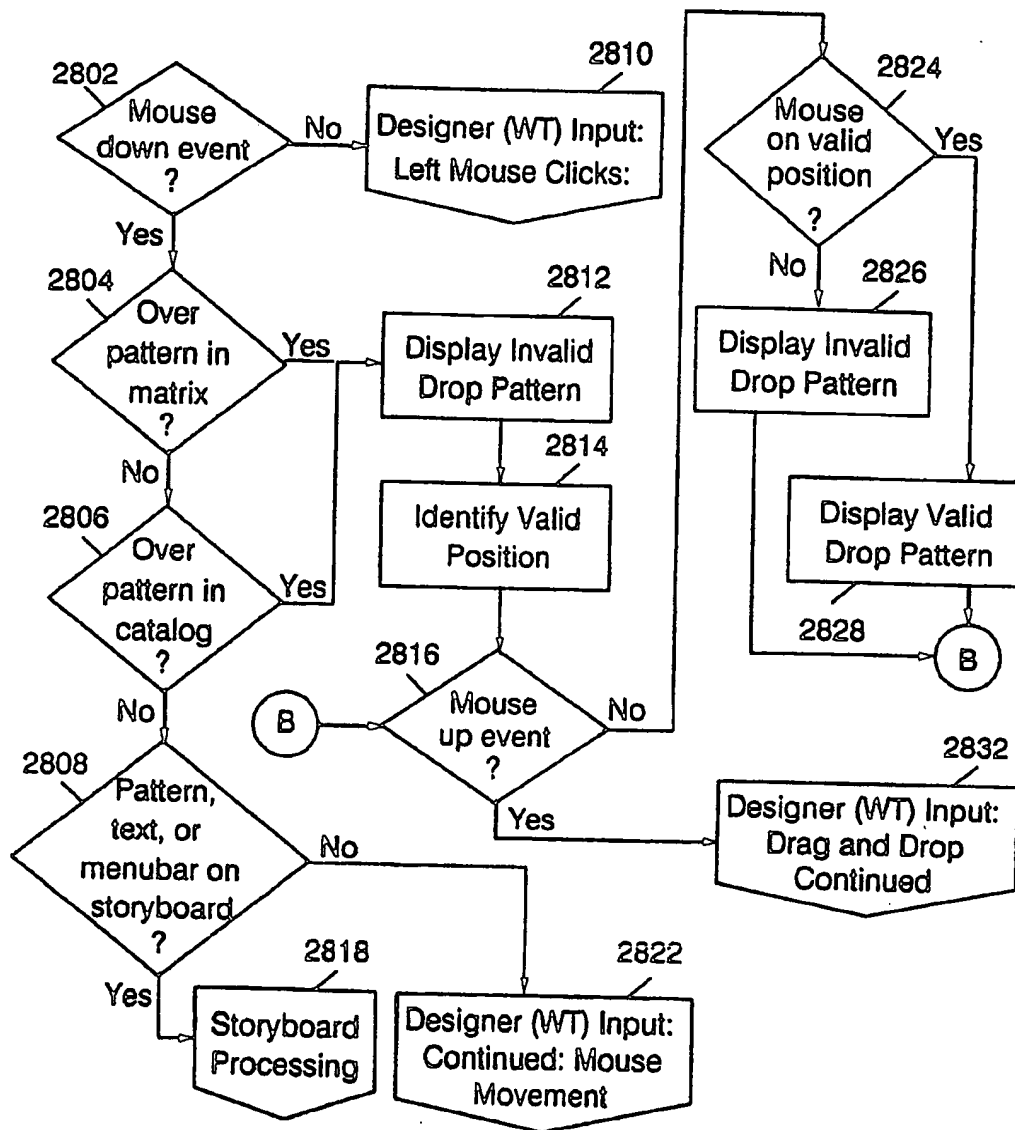 2802
Mouse
down event
?
No
Yes
2810
Designer (WT) Input:
Left Mouse Clicks:
2804
Over
pattern in
matrix
?
Yes
No
2806
Over
pattern in
catalog
?
Yes
No
2808
Pattern,
text, or
menubar on
storyboard
?
No
Yes
2818
Storyboard
Processing
2822
Designer (WT) Input:
Continued: Mouse
Movement
2812
Display Invalid
Drop Pattern
2814
Identify Valid
Position
B
2816
Mouse
up event
?
No
Yes
2824
Mouse
on valid
position
?
Yes
No
2826
Display Invalid
Drop Pattern
Display Valid
Drop Pattern
2828
B
2832
Designer (WT) Input:
Drag and Drop
Continued